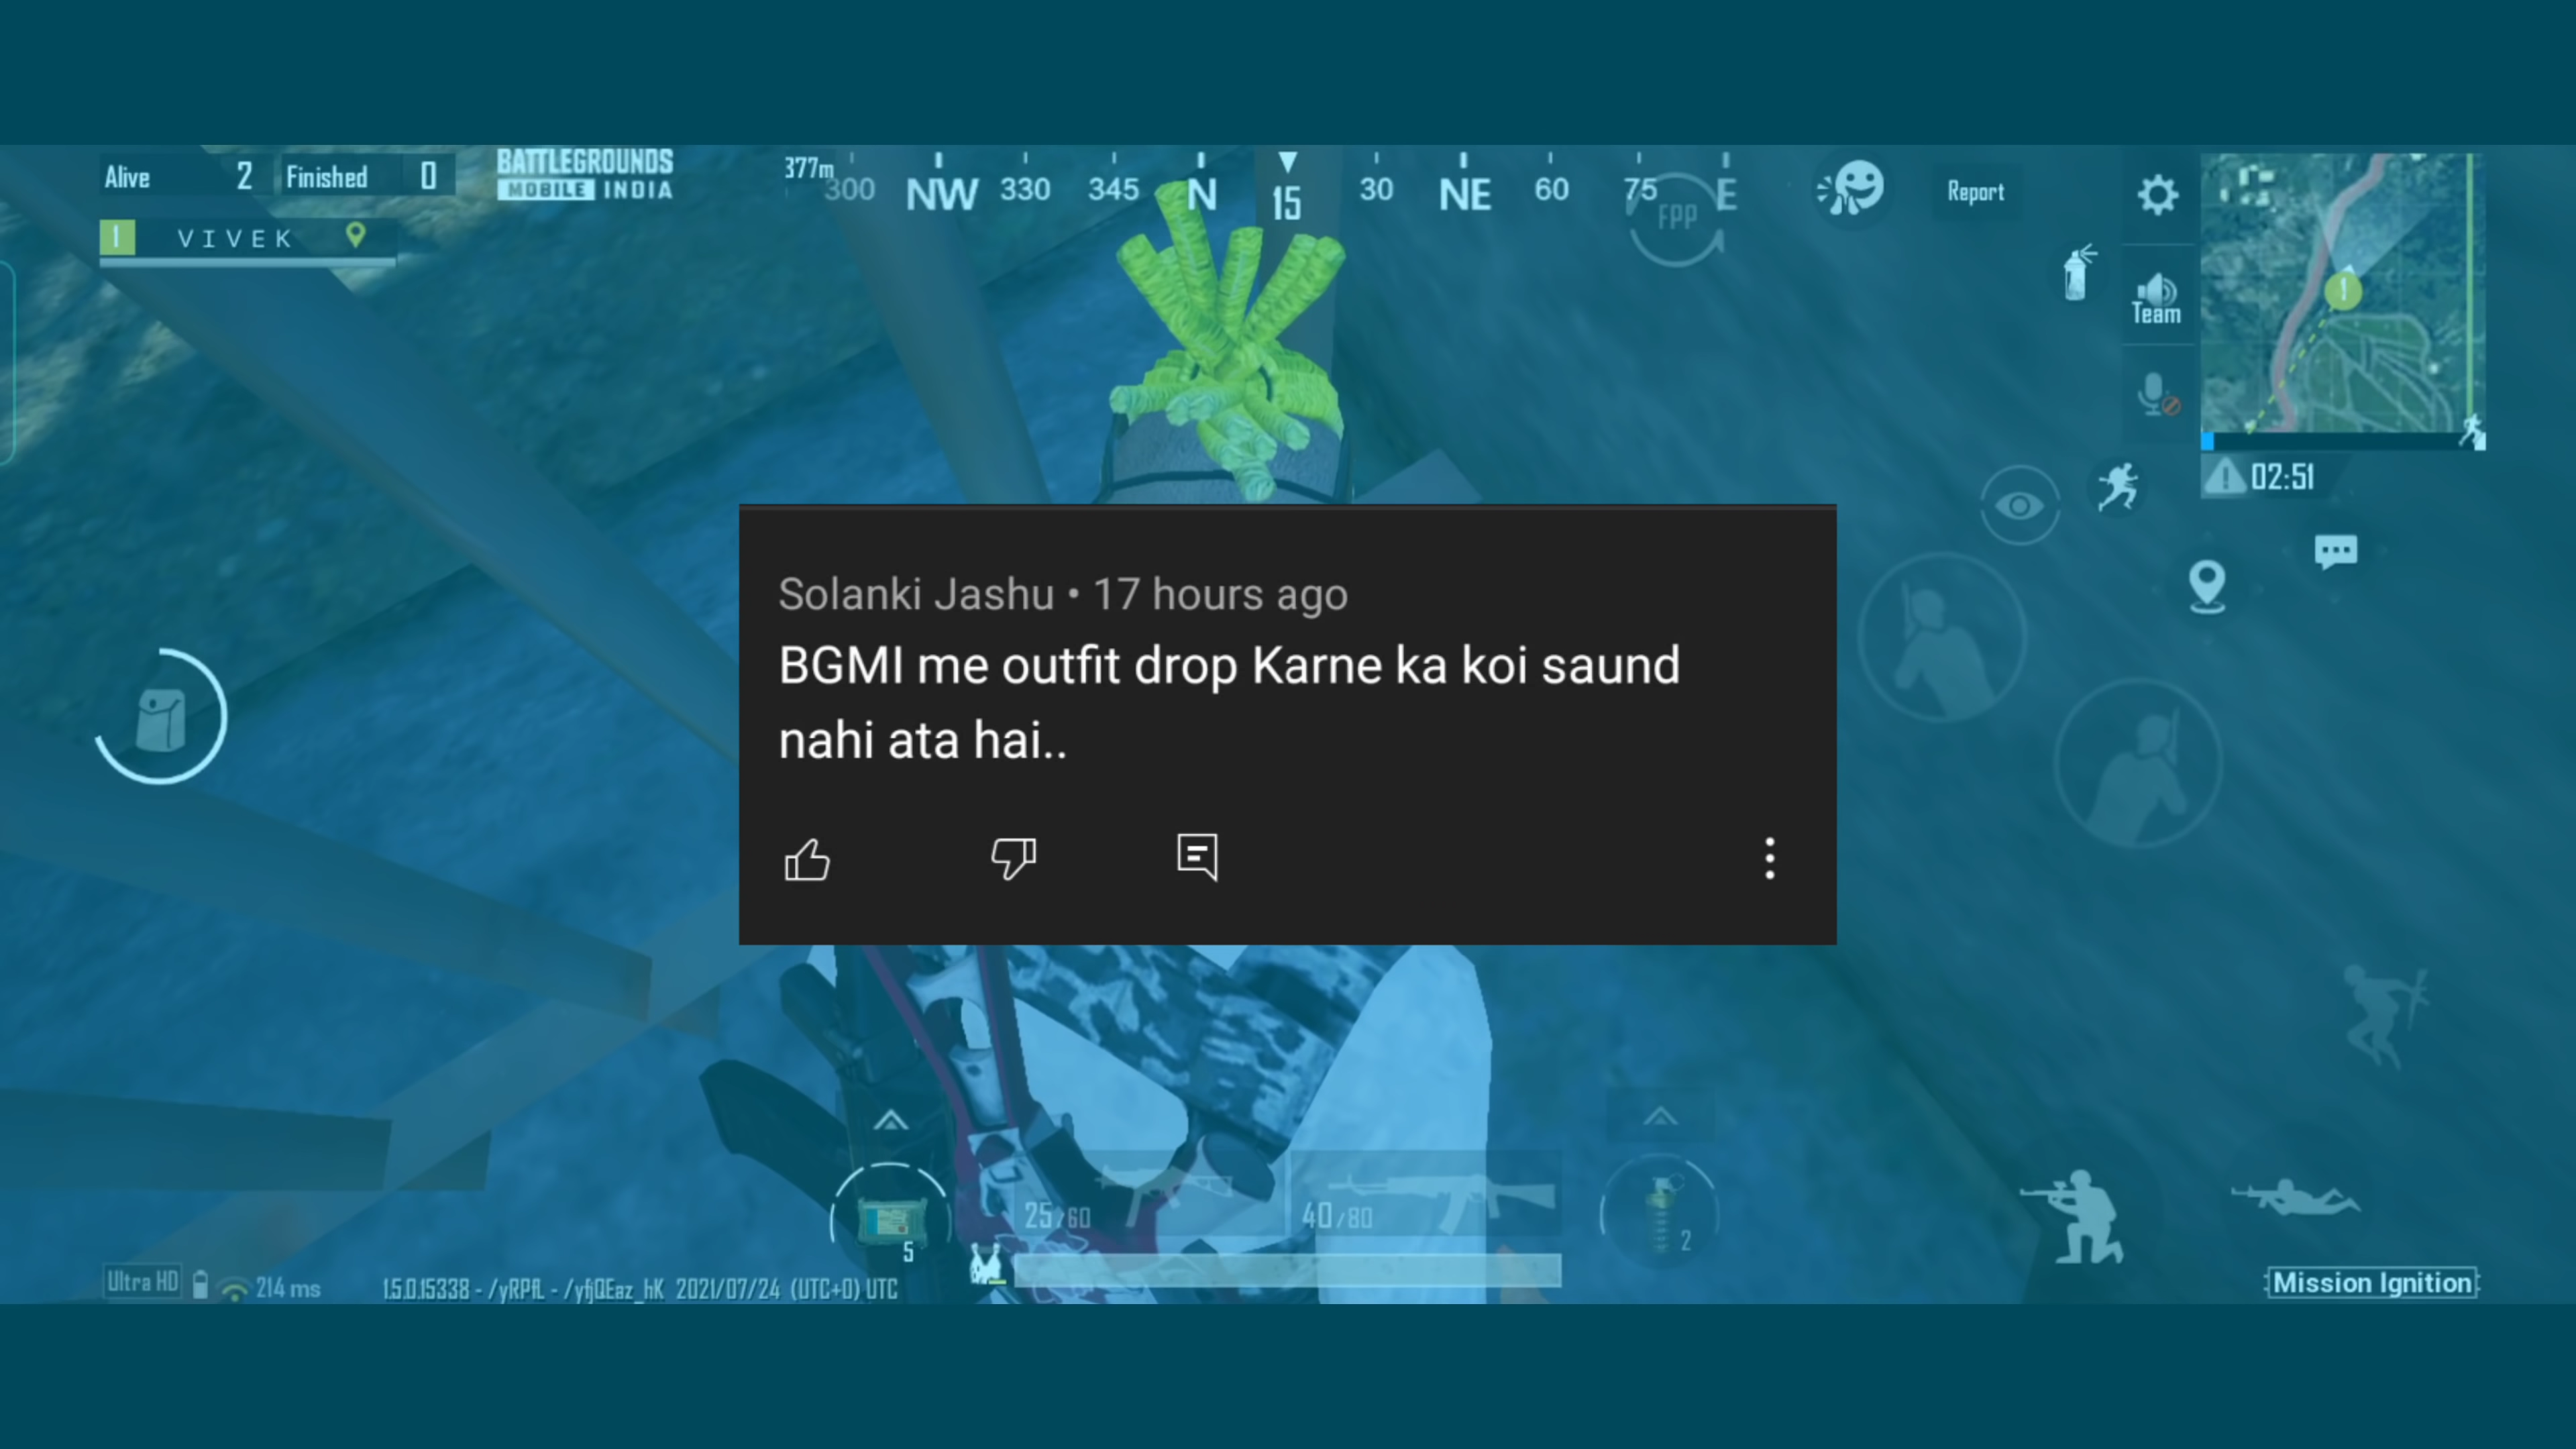 Alive 2 Finished 0
BATTLEGROUNDS
MOBILE INDIA
1 VIVEK
377m
300 NW 330 345 N 15 30 NE 60 75 E
FPP
Report
Team
1
02:51
Solanki Jashu • 17 hours ago
BGMI me outfit drop Karne ka koi saund
nahi ata hai..
25/60
40/80
5
2
Ultra HD 214 ms
2021/07/24 (UTC+0) UTC
Mission Ignition